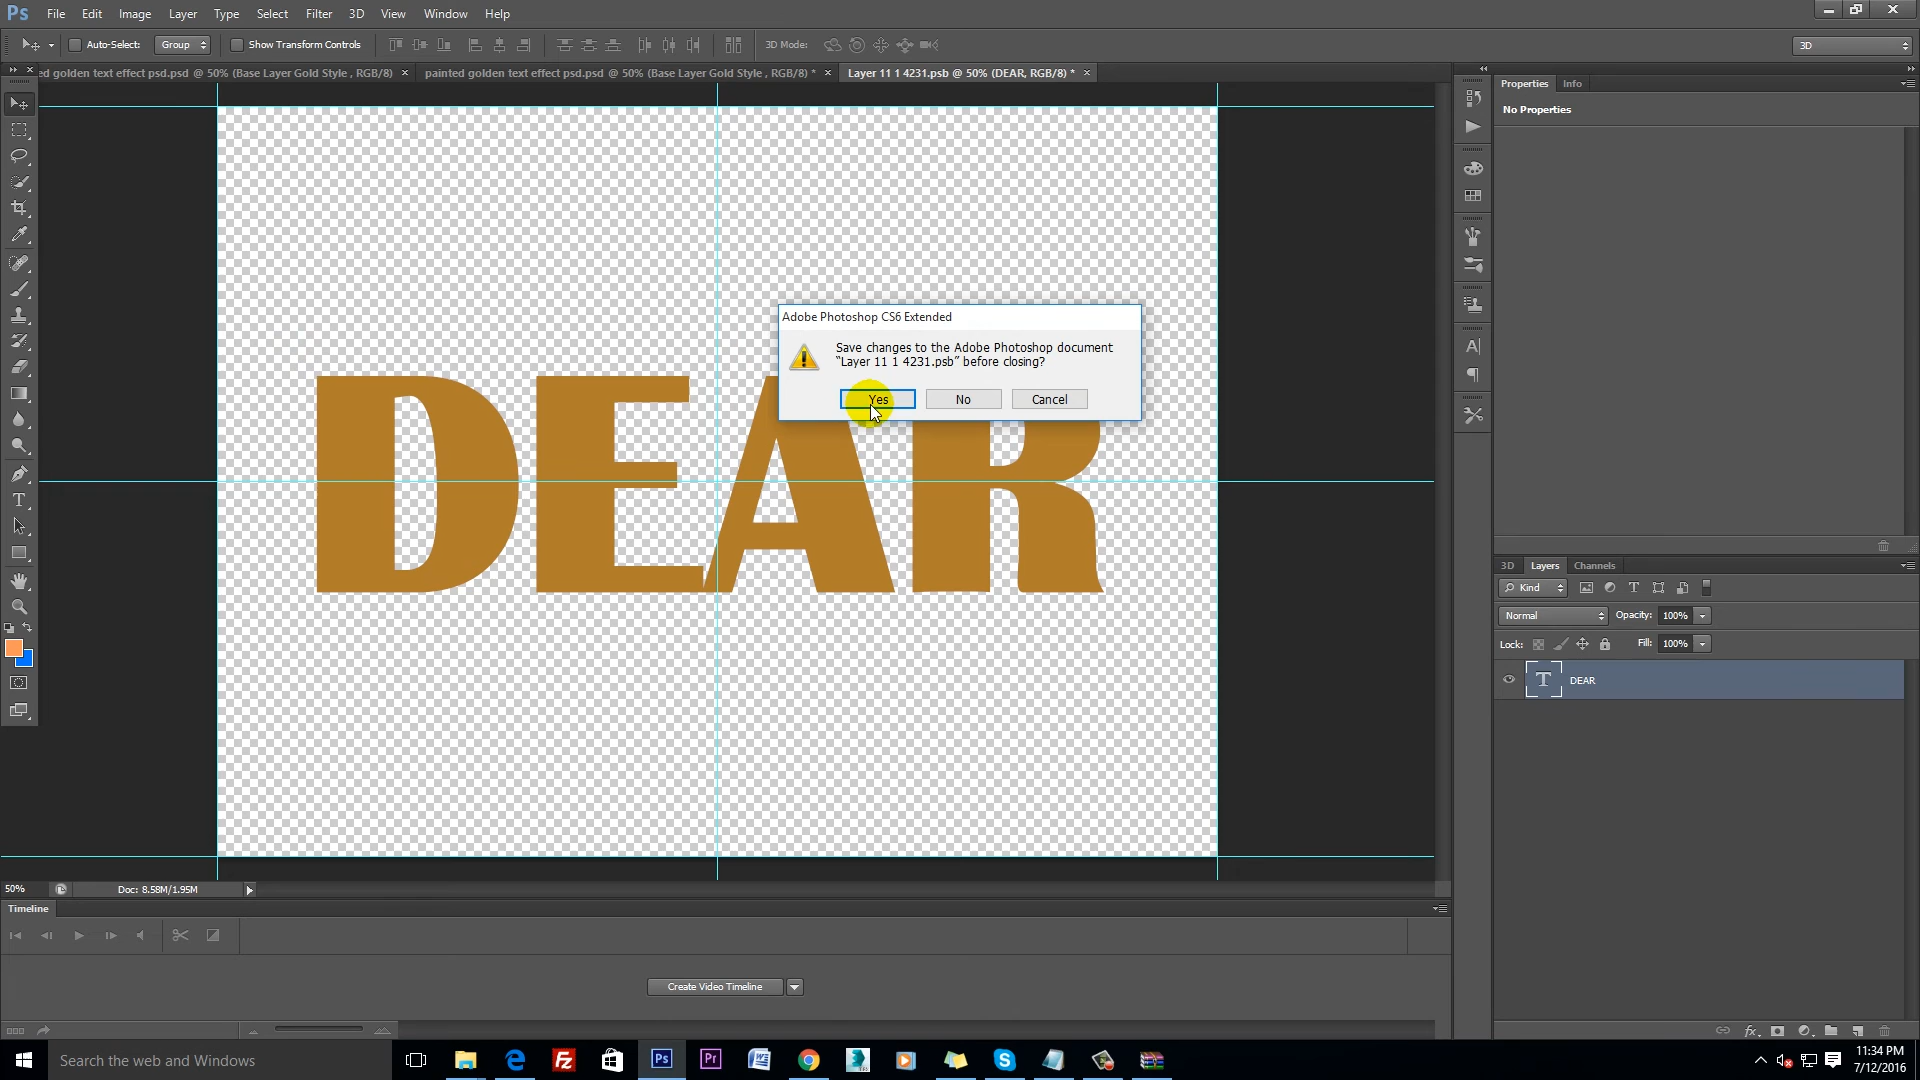 Ps File Edit Image Layer Type Select Filter 3D View Window Help
Auto-Select: Group Show Transform Controls 3D Mode: 3D
ed golden text effect psd.psd @ 50% (Base Layer Gold Style , RGB/8) × painted golden text effect psd.psd @ 50% (Base Layer Gold Style , RGB/8) * × Layer 11 1 4231.psb @ 50% (DEAR, RGB/8) * ×
Properties Info
No Properties
Adobe Photoshop CS6 Extended
Save changes to the Adobe Photoshop document
“Layer 11 1 4231.psb” before closing?
Yes No Cancel
DEAR
3D Layers Channels
Kind
Normal Opacity: 100%
Lock: Fill: 100%
T DEAR
50% Doc: 8.58M/1.95M
Timeline
Create Video Timeline
fx
Search the web and Windows
11:34 PM
7/12/2016